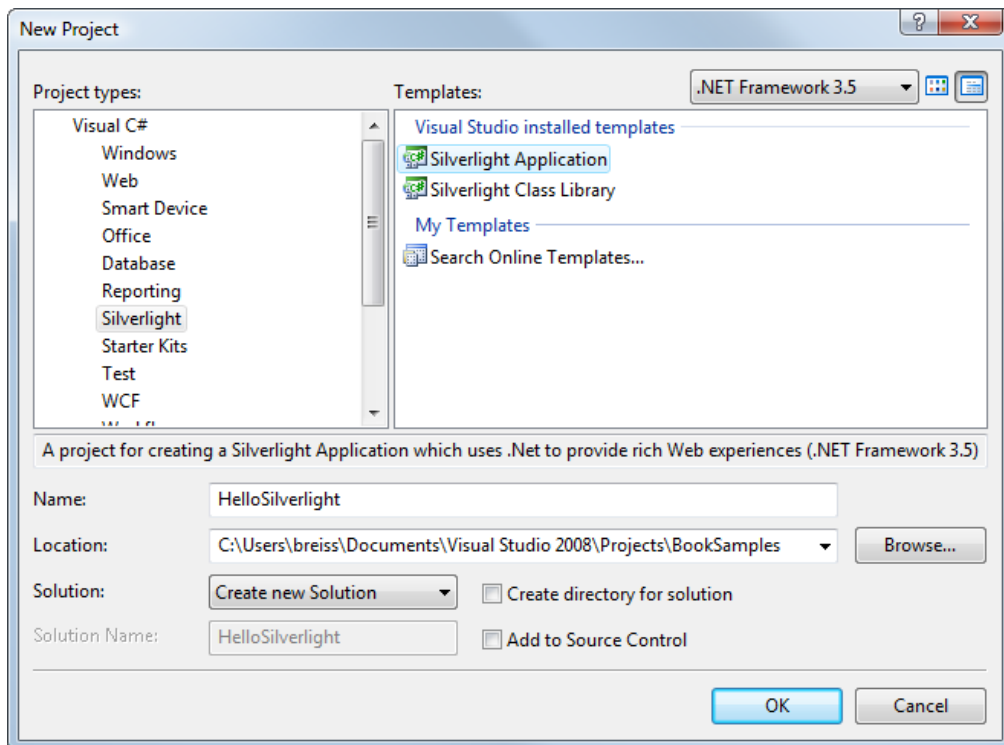 New Project
Project types:
Templates:
.NET Framework 3.5
Visual C#
Windows
Web
Smart Device
Office
Database
Reporting
Silverlight
Starter Kits
Test
WCF
Visual Studio installed templates
Silverlight Application
Silverlight Class Library
My Templates
Search Online Templates...
A project for creating a Silverlight Application which uses .Net to provide rich Web experiences (.NET Framework 3.5)
Name:
HelloSilverlight
Location:
C:\Users\breiss\Documents\Visual Studio 2008\Projects\BookSamples
Browse...
Solution:
Create new Solution
Create directory for solution
Solution Name:
HelloSilverlight
Add to Source Control
OK
Cancel